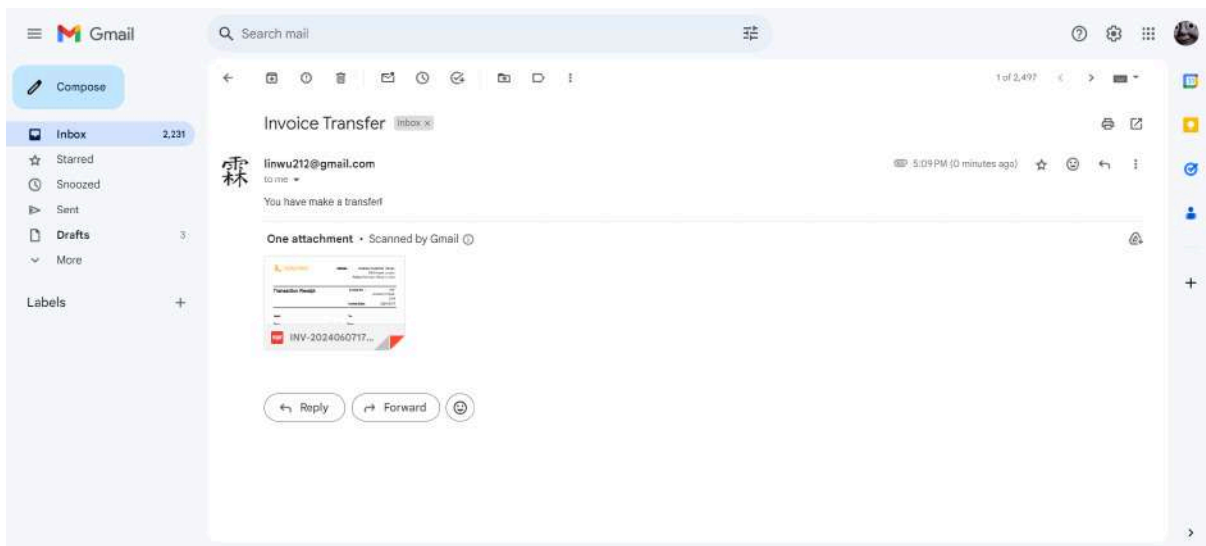 Gmail
Search mail
Compose
1 of 2,497
Inbox 2,231
Starred
Snoozed
Sent
Drafts 3
More
Labels
Invoice Transfer Inbox ×
霖
linwu212@gmail.com
5:09 PM (0 minutes ago)
to me
You have make a transfer!
One attachment • Scanned by Gmail
Transaction Receipt
INV-2024060717...
Reply
Forward